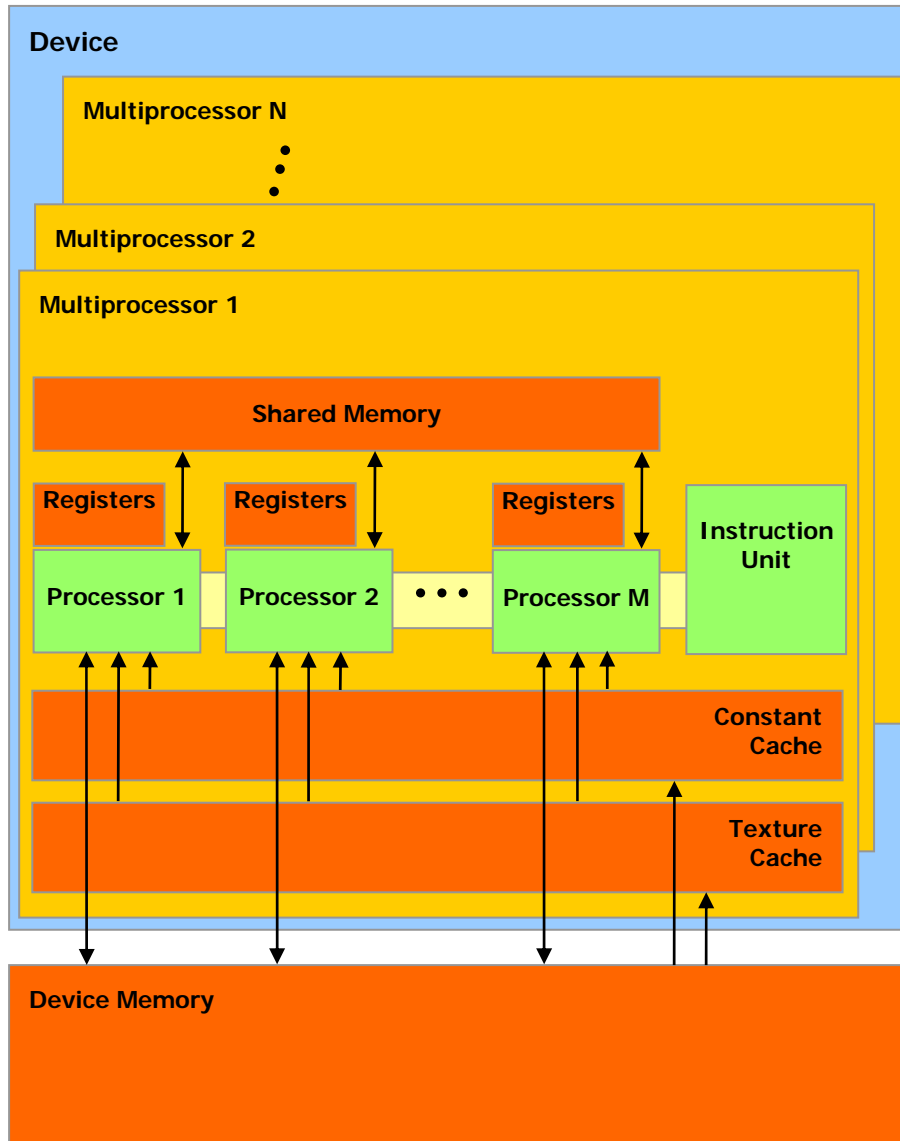 Device
Multiprocessor N
Multiprocessor 2
Multiprocessor 1
Shared Memory
Registers
Registers
Registers
Instruction
Unit
Processor 1
Processor 2
Processor M
Constant
Cache
Texture
Cache
Device Memory